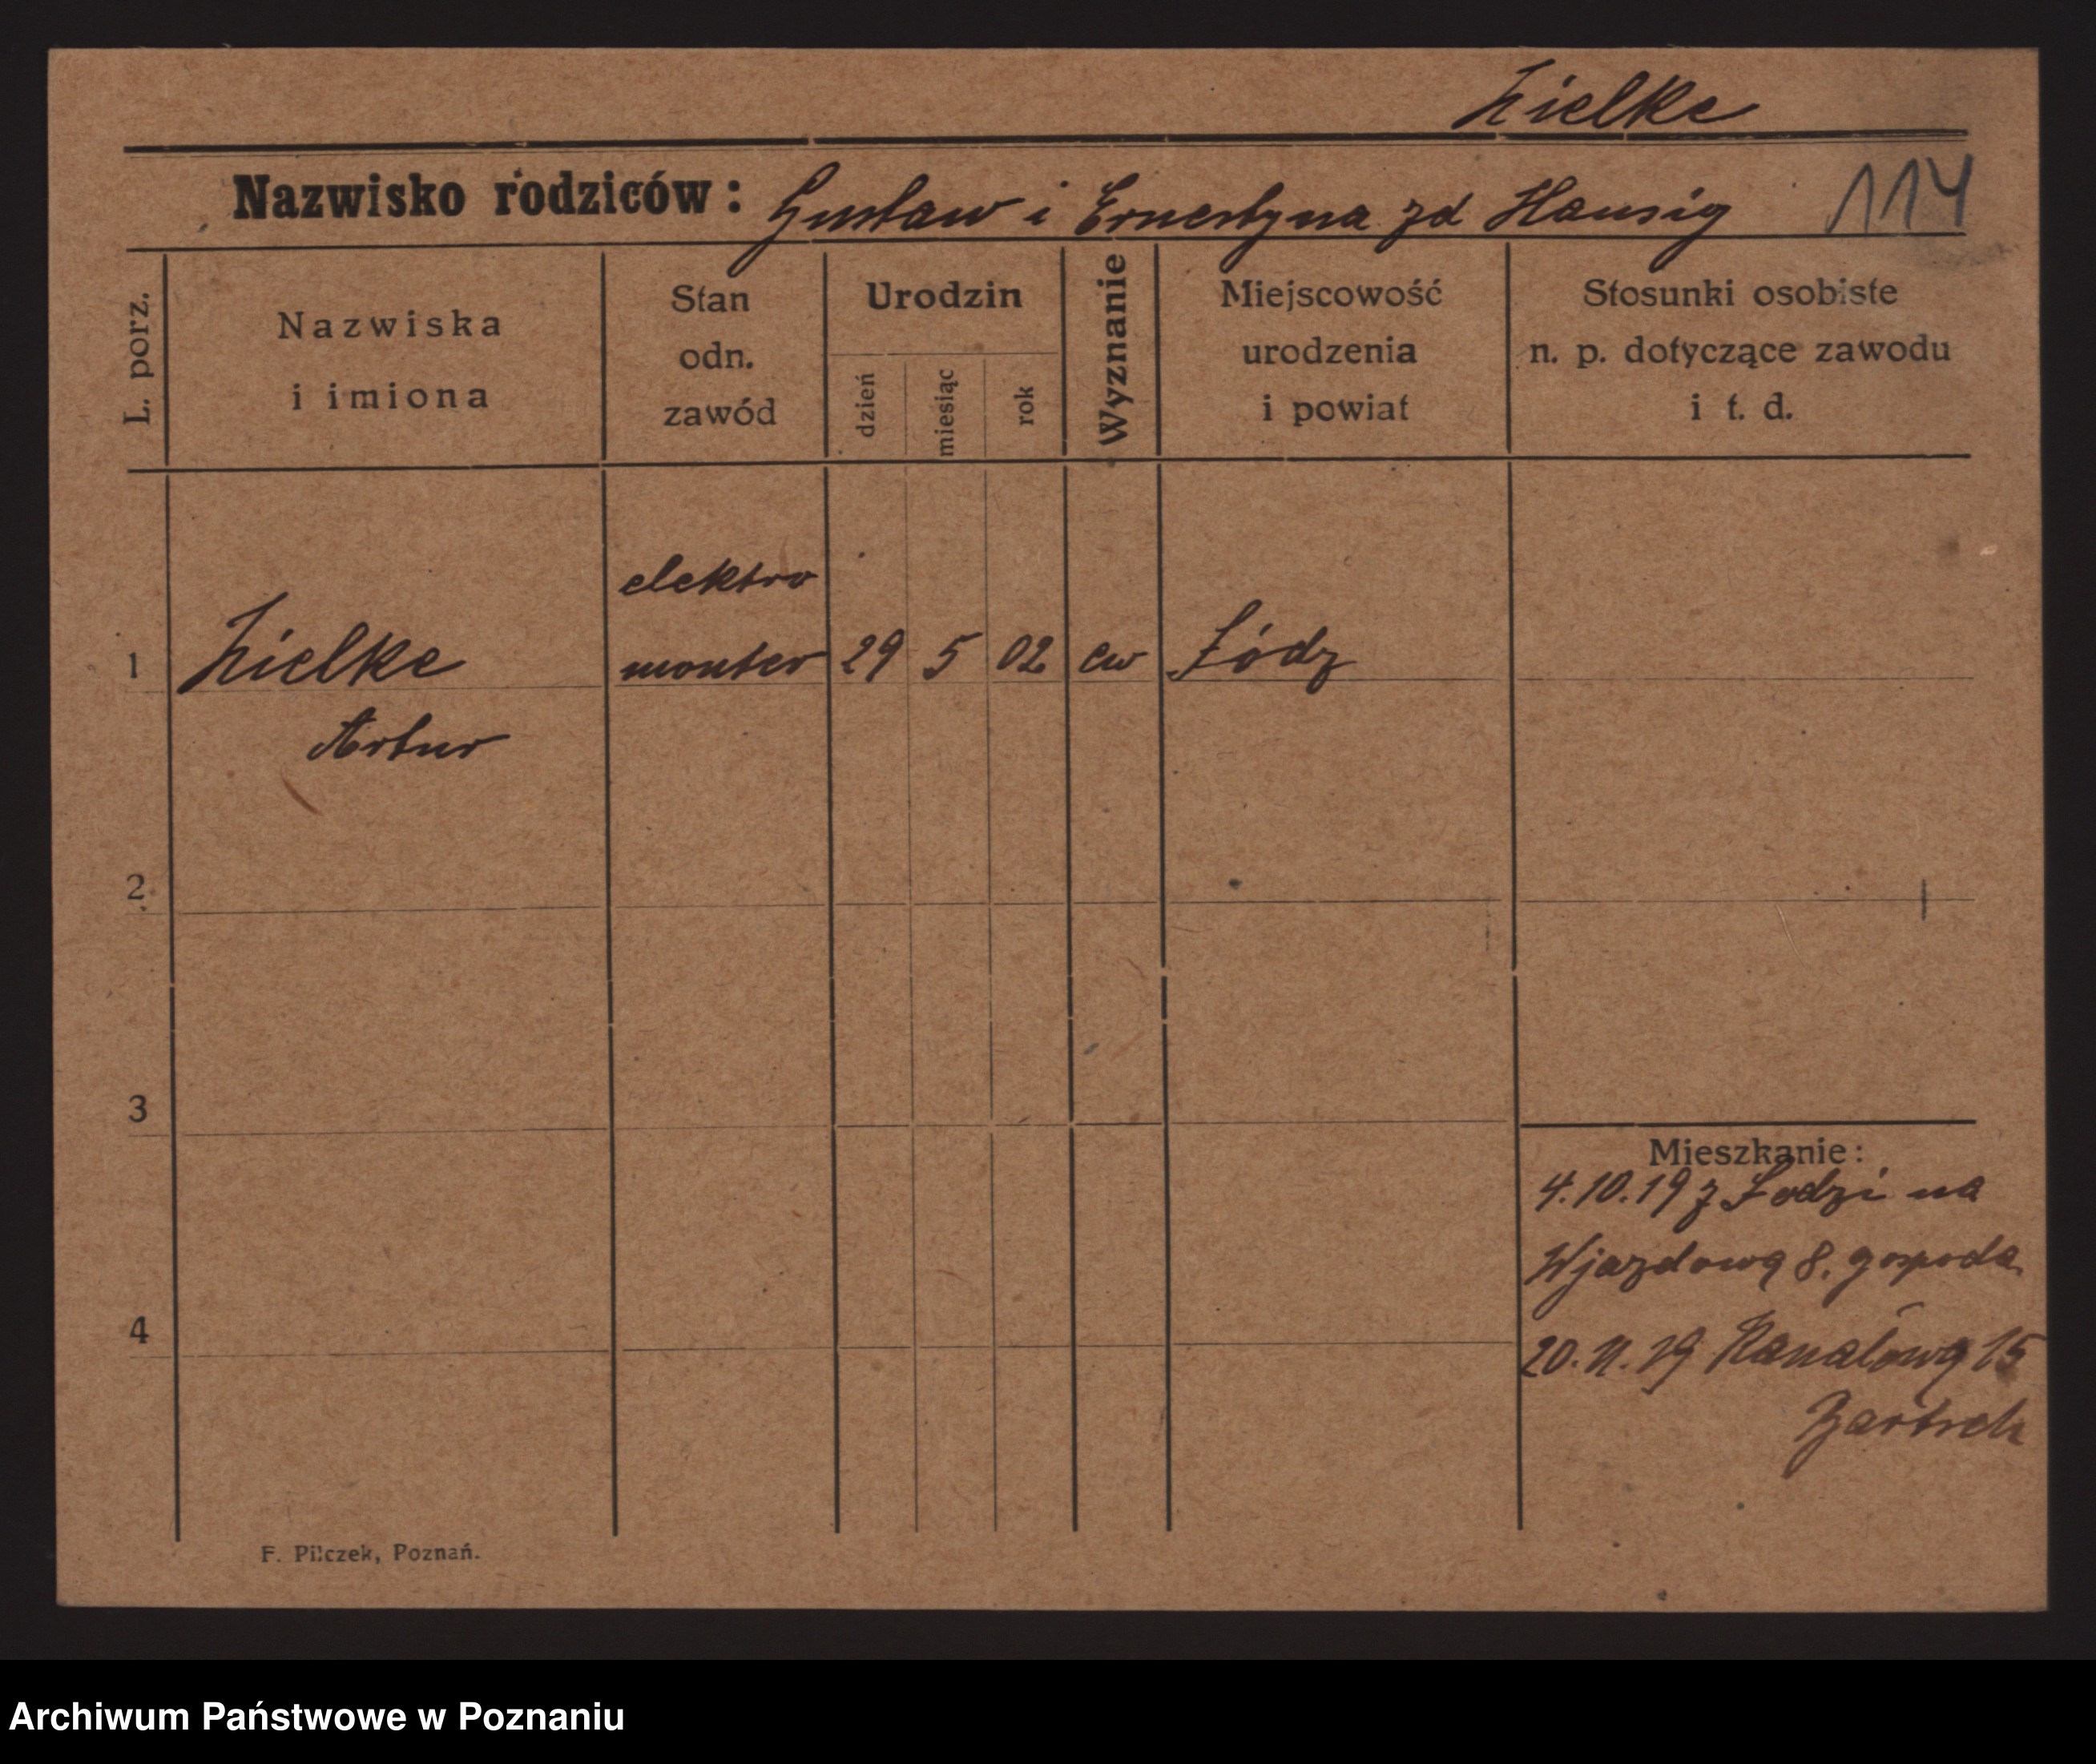 Zielke
Nazwisko rodziców: Gustaw i Ernestyna zd Hausig 114
L. porz.
Nazwiska
i imiona
Stan
odn.
zawód
Urodzin
dzień
miesiąc
rok
Wyznanie
Miejscowość
urodzenia
i powiat
Stosunki osobiste
n. p. dotyczące zawodu
i t. d.
elektro
1 Zielke monter 29 5 02 ew Łódz
Artur
2
3
Mieszkanie:
4.10.19 z Łodzi na
Wjazdową 8. gospoda
4
20.11.19 Kanałową 15
F. Pilczek, Poznań.
Archiwum Państwowe w Poznaniu